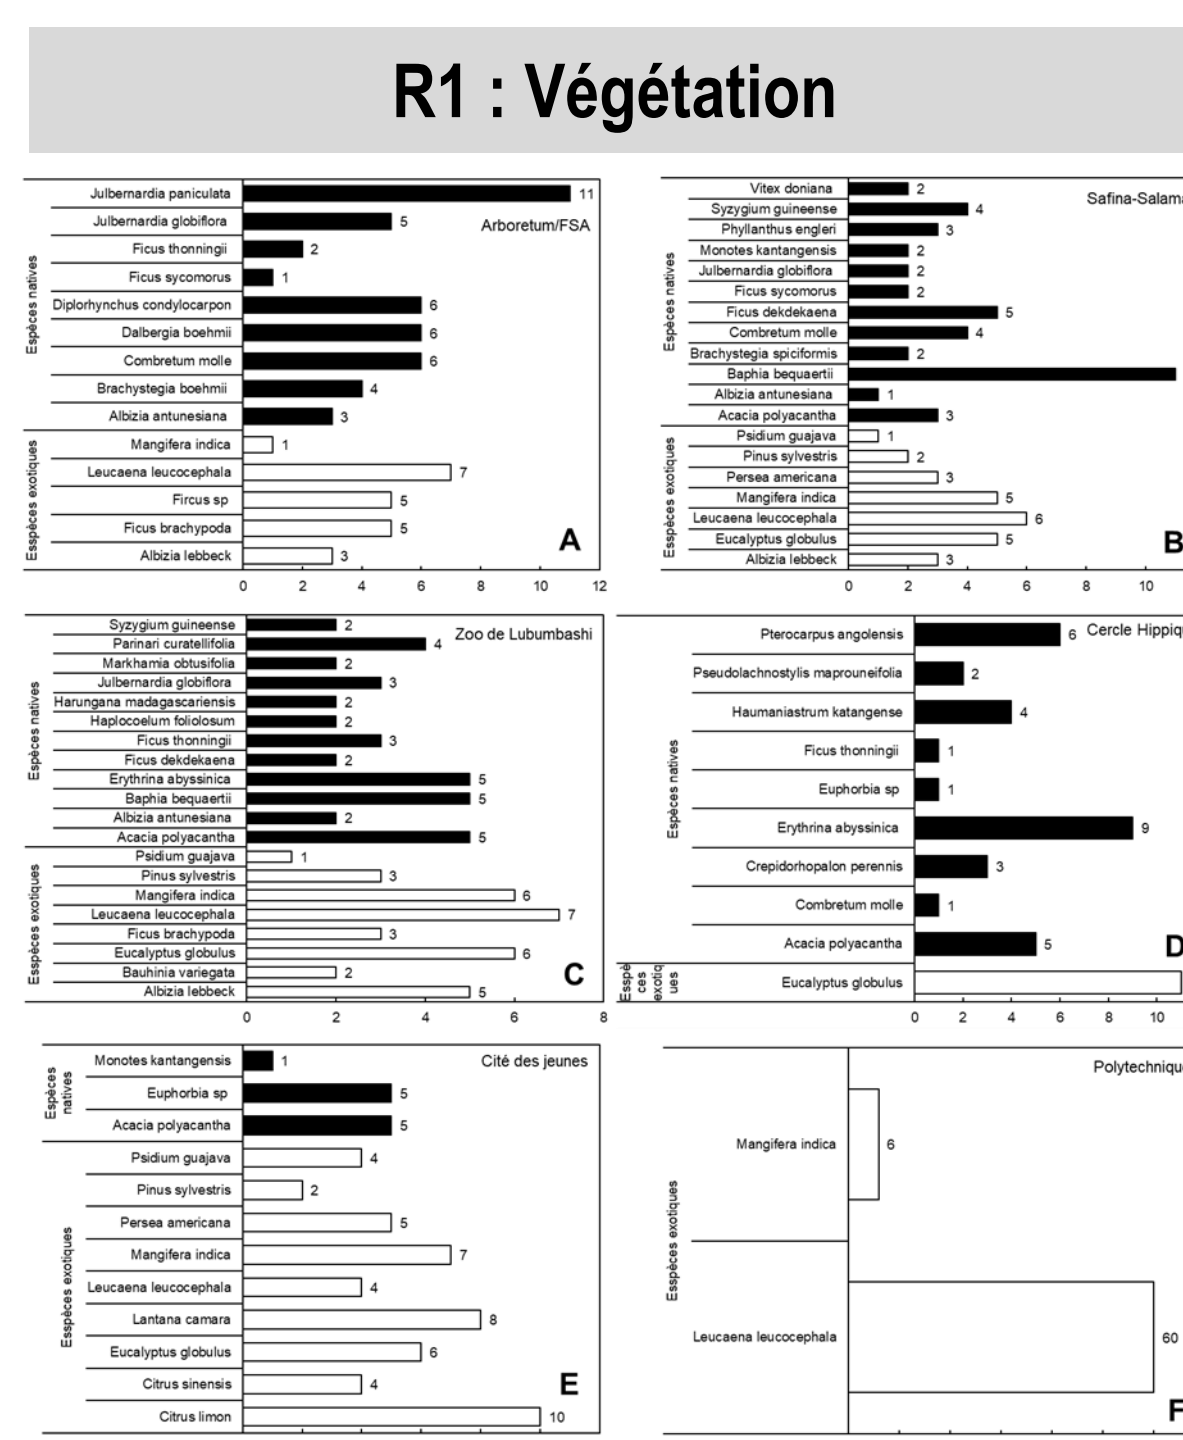 R1 : Végétation
Arboretum/FSA
Espèces natives
Julbernardia paniculata 11
Julbernardia globiflora 5
Ficus thonningii 2
Ficus sycomorus 1
Diplorhynchus condylocarpon 6
Dalbergia boehmii 6
Combretum molle 6
Brachystegia boehmii 4
Albizia antunesiana 3
Esspèces exotiques
Mangifera indica 1
Leucaena leucocephala 7
Fircus sp 5
Ficus brachypoda 5
Albizia lebbeck 3
A
0 2 4 6 8 10 12
Safina-Salama
Espèces natives
Vitex doniana 2
Syzygium guineense 4
Phyllanthus engleri 3
Monotes kantangensis 2
Julbernardia globiflora 2
Ficus sycomorus 2
Ficus dekdekaena 5
Combretum molle 4
Brachystegia spiciformis 2
Baphia bequaertii
Albizia antunesiana 1
Acacia polyacantha 3
Esspèces exotiques
Psidium guajava 1
Pinus sylvestris 2
Persea americana 3
Mangifera indica 5
Leucaena leucocephala 6
Eucalyptus globulus 5
Albizia lebbeck 3
B
0 2 4 6 8 10
Zoo de Lubumbashi
Espèces natives
Syzygium guineense 2
Parinari curatellifolia 4
Markhamia obtusifolia 2
Julbernardia globiflora 3
Harungana madagascariensis 2
Haplocoelum foliolosum 2
Ficus thonningii 3
Ficus dekdekaena 2
Erythrina abyssinica 5
Baphia bequaertii 5
Albizia antunesiana 2
Acacia polyacantha 5
Esspèces exotiques
Psidium guajava 1
Pinus sylvestris 3
Mangifera indica 6
Leucaena leucocephala 7
Ficus brachypoda 3
Eucalyptus globulus 6
Bauhinia variegata 2
Albizia lebbeck 5
C
0 2 4 6 8
Cercle Hippiqu
Espèces natives
Pterocarpus angolensis 6
Pseudolachnostylis maprouneifolia 2
Haumaniastrum katangense 4
Ficus thonningii 1
Euphorbia sp 1
Erythrina abyssinica 9
Crepidorhopalon perennis 3
Combretum molle 1
Acacia polyacantha 5
D
Esspè
ces
exotiq
ues
Eucalyptus globulus
0 2 4 6 8 10
Cité des jeunes
Espèces
natives
Monotes kantangensis 1
Euphorbia sp 5
Acacia polyacantha 5
Esspèces exotiques
Psidium guajava 4
Pinus sylvestris 2
Persea americana 5
Mangifera indica 7
Leucaena leucocephala 4
Lantana camara 8
Eucalyptus globulus 6
Citrus sinensis 4
Citrus limon 10
E
Polytechniqu
Esspèces exotiques
Mangifera indica 6
Leucaena leucocephala 60
F